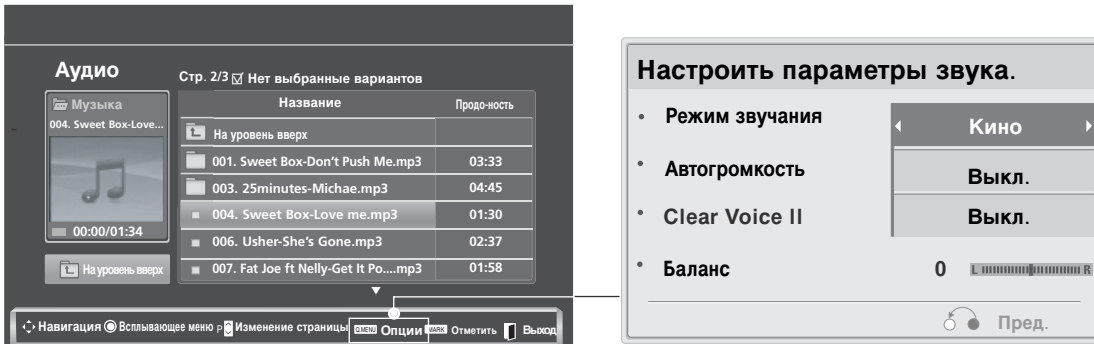 Аудио
Стр. 2/3 Нет выбранные вариантов
Музыка
004. Sweet Box-Love...
00:00/01:34
На уровень вверх
Название Продо-ность
На уровень вверх
001. Sweet Box-Don't Push Me.mp3 03:33
003. 25minutes-Michae.mp3 04:45
004. Sweet Box-Love me.mp3 01:30
006. Usher-She's Gone.mp3 02:37
007. Fat Joe ft Nelly-Get It Po....mp3 01:58
Навигация Всплывающее меню P Изменение страницы Q.MENU Опции MARK Отметить Выход
Настроить параметры звука.
• Режим звучания Кино
• Автогромкость Выкл.
• Clear Voice II Выкл.
• Баланс 0 L R
Пред.